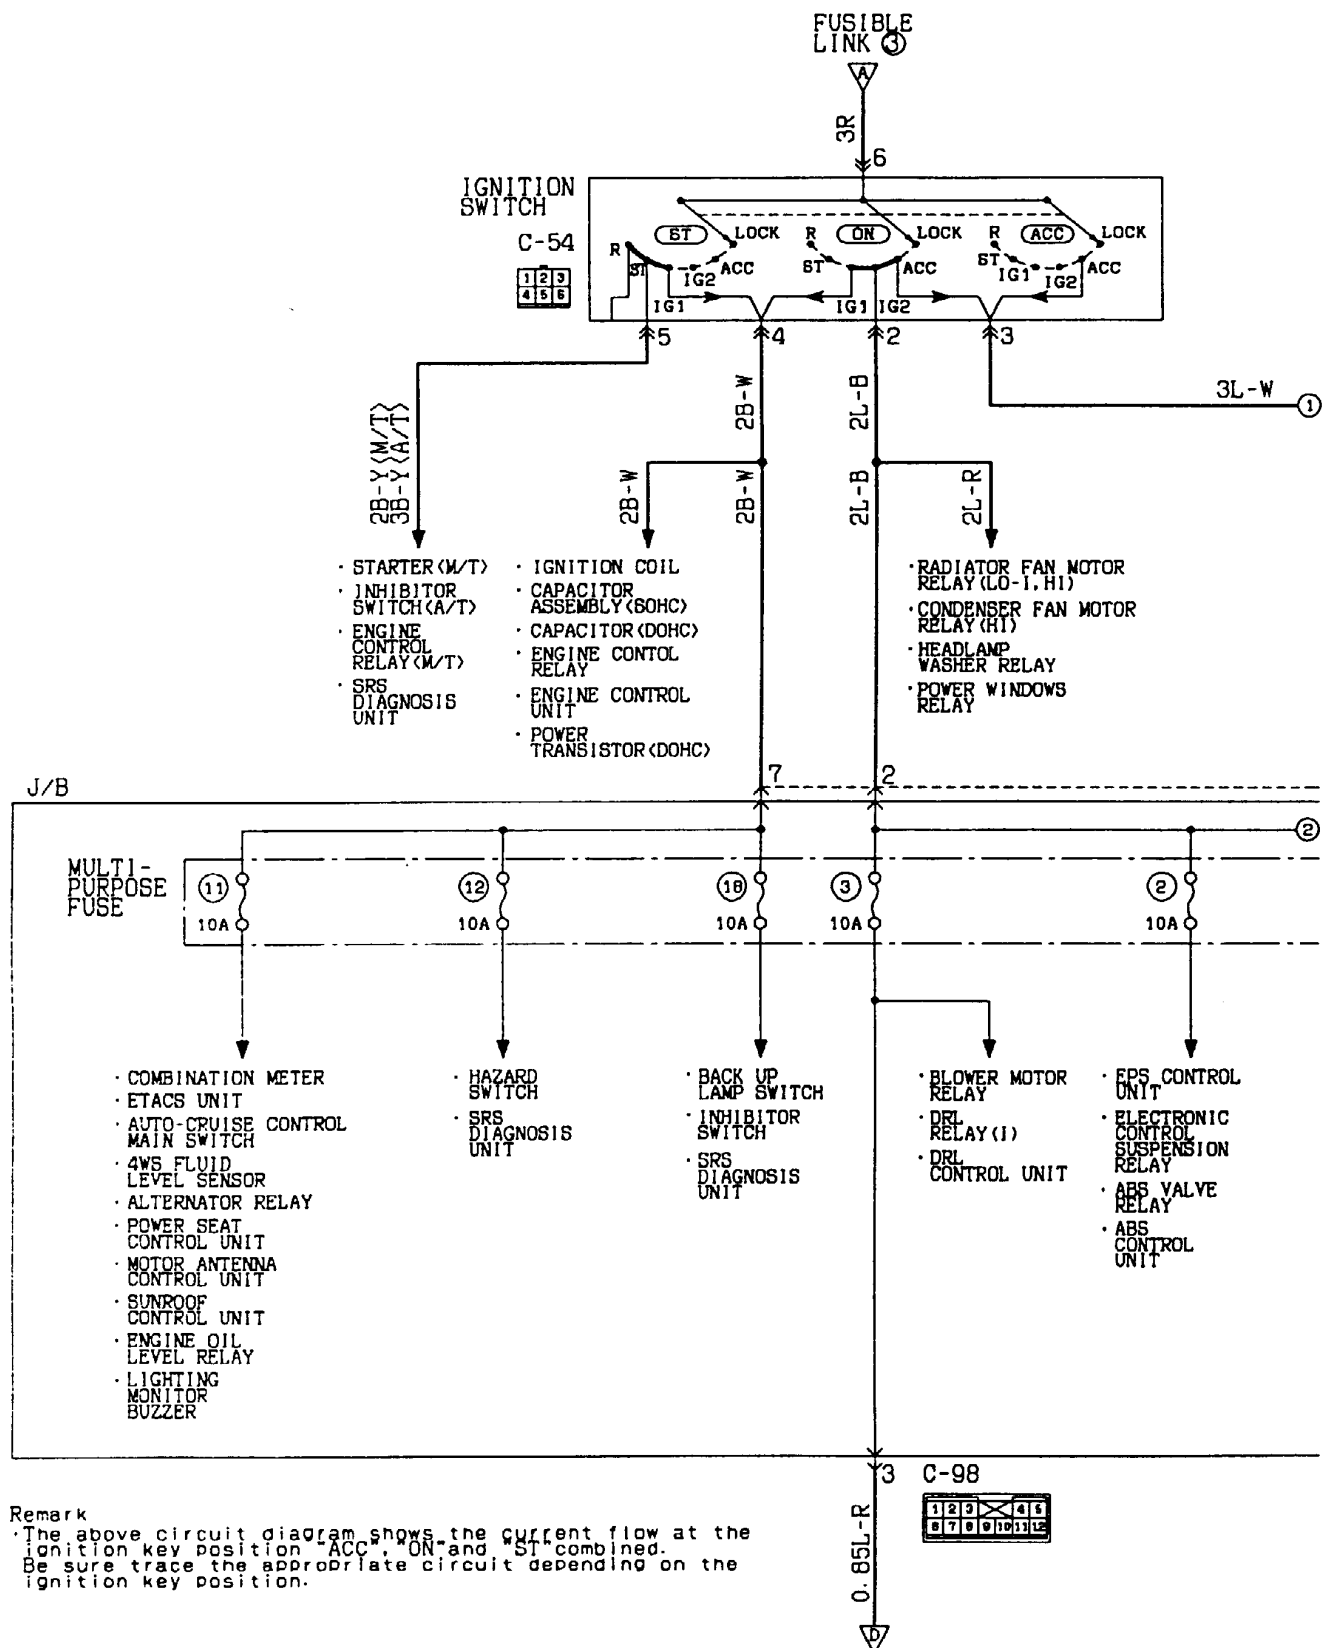 FUSIBLE
LINK ③
A
3R
6
IGNITION
SWITCH
C-54
1 2 3
4 5 6
ST LOCK
R ST IG1 IG2 ACC
ON LOCK
R ST IG1 IG2 ACC
ACC LOCK
R ST IG1 IG2 ACC
5 4 2 3
2B-Y<M/T>
3B-Y<A/T>
2B-W
2L-B
3L-W
①
2B-W
2B-W
2L-B
2L-R
· STARTER<M/T>
· INHIBITOR
SWITCH<A/T>
· ENGINE
CONTROL
RELAY<M/T>
· SRS
DIAGNOSIS
UNIT
· IGNITION COIL
· CAPACITOR
ASSEMBLY<SOHC>
· CAPACITOR<DOHC>
· ENGINE CONTOL
RELAY
· ENGINE CONTROL
UNIT
· POWER
TRANSISTOR<DOHC>
· RADIATOR FAN MOTOR
RELAY(LO-I,HI)
· CONDENSER FAN MOTOR
RELAY(HI)
· HEADLAMP
WASHER RELAY
· POWER WINDOWS
RELAY
J/B
7
2
②
MULTI-
PURPOSE
FUSE
⑪
10A
⑫
10A
⑱
10A
③
10A
②
10A
· COMBINATION METER
· ETACS UNIT
· AUTO-CRUISE CONTROL
MAIN SWITCH
· 4WS FLUID
LEVEL SENSOR
· ALTERNATOR RELAY
· POWER SEAT
CONTROL UNIT
· MOTOR ANTENNA
CONTROL UNIT
· SUNROOF
CONTROL UNIT
· ENGINE OIL
LEVEL RELAY
· LIGHTING
MONITOR
BUZZER
· HAZARD
SWITCH
· SRS
DIAGNOSIS
UNIT
· BACK UP
LAMP SWITCH
· INHIBITOR
SWITCH
· SRS
DIAGNOSIS
UNIT
· BLOWER MOTOR
RELAY
· DRL
RELAY(I)
· DRL
CONTROL UNIT
· EPS CONTROL
UNIT
· ELECTRONIC
CONTROL
SUSPENSION
RELAY
· ABS VALVE
RELAY
· ABS
CONTROL
UNIT
3
C-98
1 2 3 4 5
6 7 8 9 10 11 12
0.85L-R
D
Remark
·The above circuit diagram shows the current flow at the
ignition key position "ACC","ON"and "ST"combined.
Be sure trace the appropriate circuit depending on the
ignition key position.